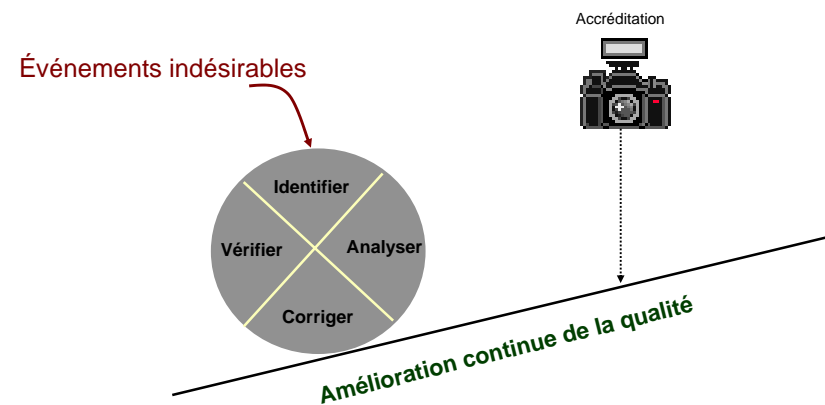 Accréditation
Événements indésirables
Identifier
Vérifier
Analyser
Corriger
Amélioration continue de la qualité